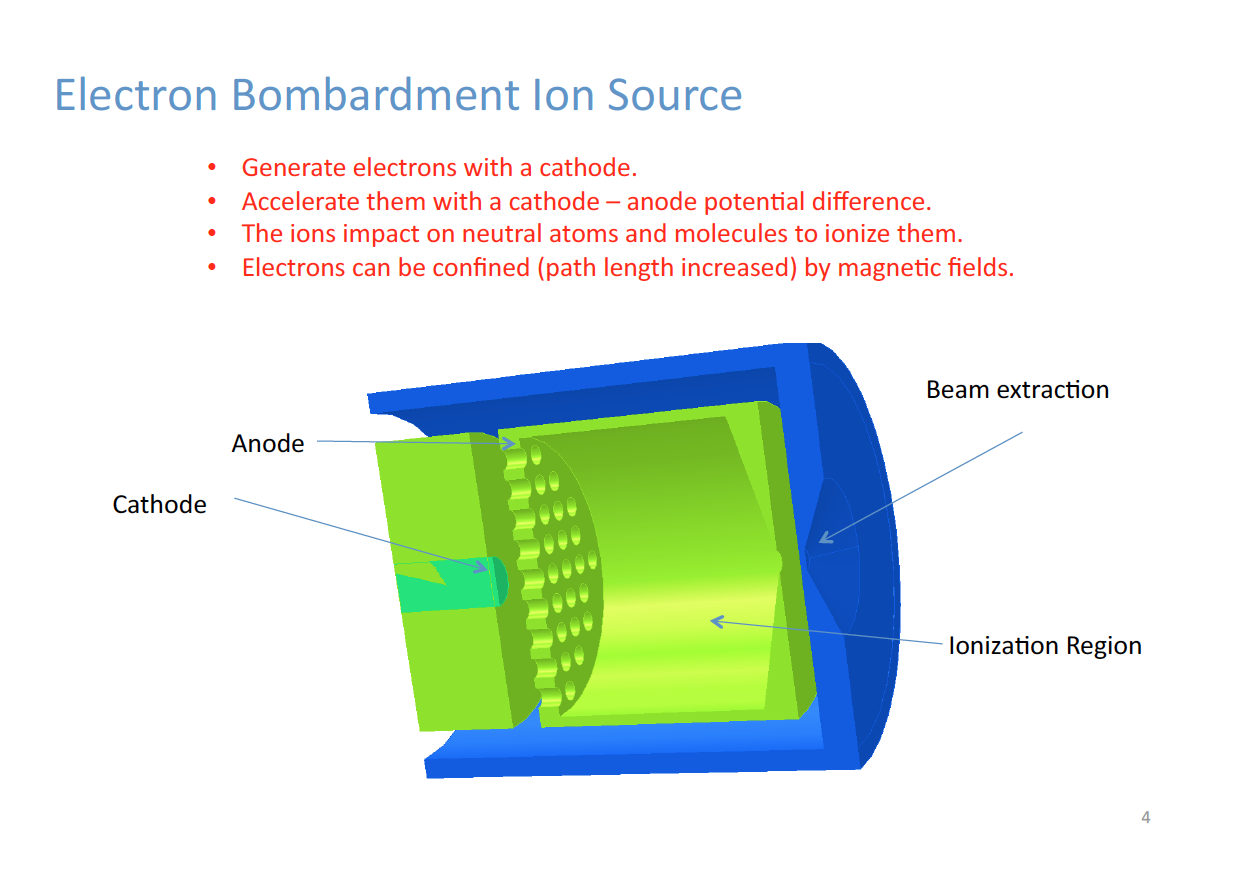 Electron Bombardment Ion Source
• Generate electrons with a cathode.
• Accelerate them with a cathode – anode potential difference.
• The ions impact on neutral atoms and molecules to ionize them.
• Electrons can be confined (path length increased) by magnetic fields.
Beam extraction
Anode
Cathode
Ionization Region
4